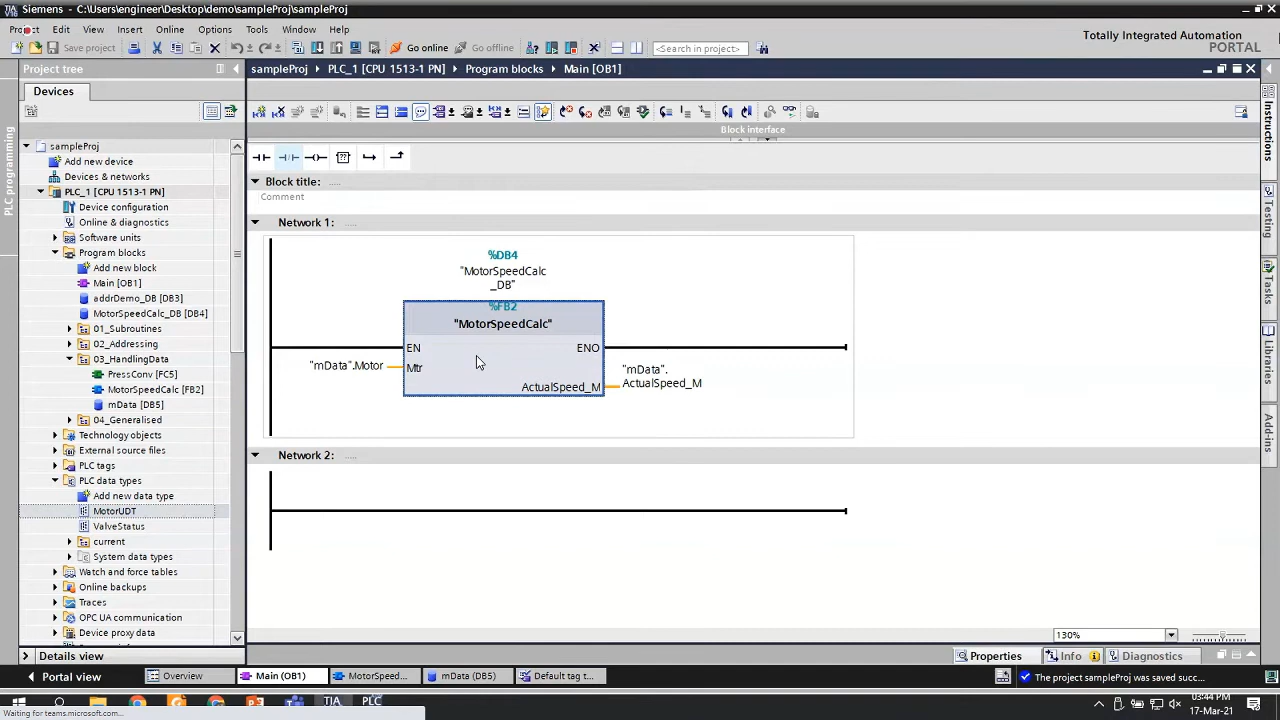 Siemens - C:\Users\engineer\Desktop\demo\sampleProj\sampleProj
Project Edit View Insert Online Options Tools Window Help
Totally Integrated Automation
PORTAL
Save project
Go online
Go offline
<Search in project>
Project tree
sampleProj PLC_1 [CPU 1513-1 PN] Program blocks Main [OB1]
Devices
PLC programming
Block interface
sampleProj
Add new device
Devices & networks
PLC_1 [CPU 1513-1 PN]
Device configuration
Online & diagnostics
Software units
Program blocks
Add new block
Main [OB1]
addrDemo_DB [DB3]
MotorSpeedCalc_DB [DB4]
01_Subroutines
02_Addressing
03_HandlingData
PressConv [FC5]
MotorSpeedCalc [FB2]
mData [DB5]
04_Generalised
Technology objects
External source files
PLC tags
PLC data types
Add new data type
MotorUDT
ValveStatus
current
System data types
Watch and force tables
Online backups
Traces
OPC UA communication
Device proxy data
Details view
Block title: .....
Comment
Network 1: .....
%DB4
"MotorSpeedCalc
_DB"
%FB2
"MotorSpeedCalc"
EN ENO
"mData".Motor Mtr
ActualSpeed_M
"mData".
ActualSpeed_M
Network 2: .....
130%
Instructions
Testing
Tasks
Libraries
Add-ins
Properties Info Diagnostics
Portal view Overview Main (OB1) MotorSpeed... mData (DB5) Default tag t...
The project sampleProj was saved succ...
Waiting for teams.microsoft.com...
03:44 PM
17-Mar-21